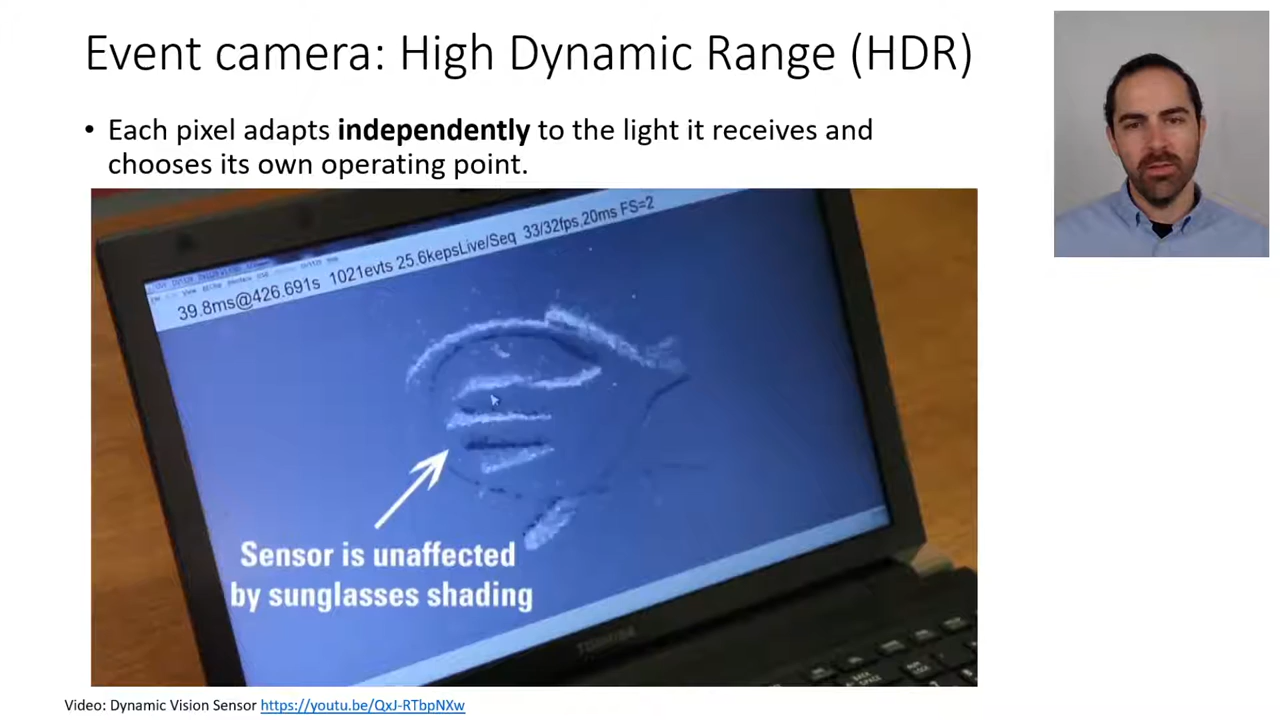 Event camera: High Dynamic Range (HDR)
• Each pixel adapts independently to the light it receives and
chooses its own operating point.
39.8ms@426.691s 1021evts 25.6kepsLive/Seq 33/32fps,20ms FS=2
Sensor is unaffected
by sunglasses shading
TOSHIBA
Video: Dynamic Vision Sensor https://youtu.be/QxJ-RTbpNXw